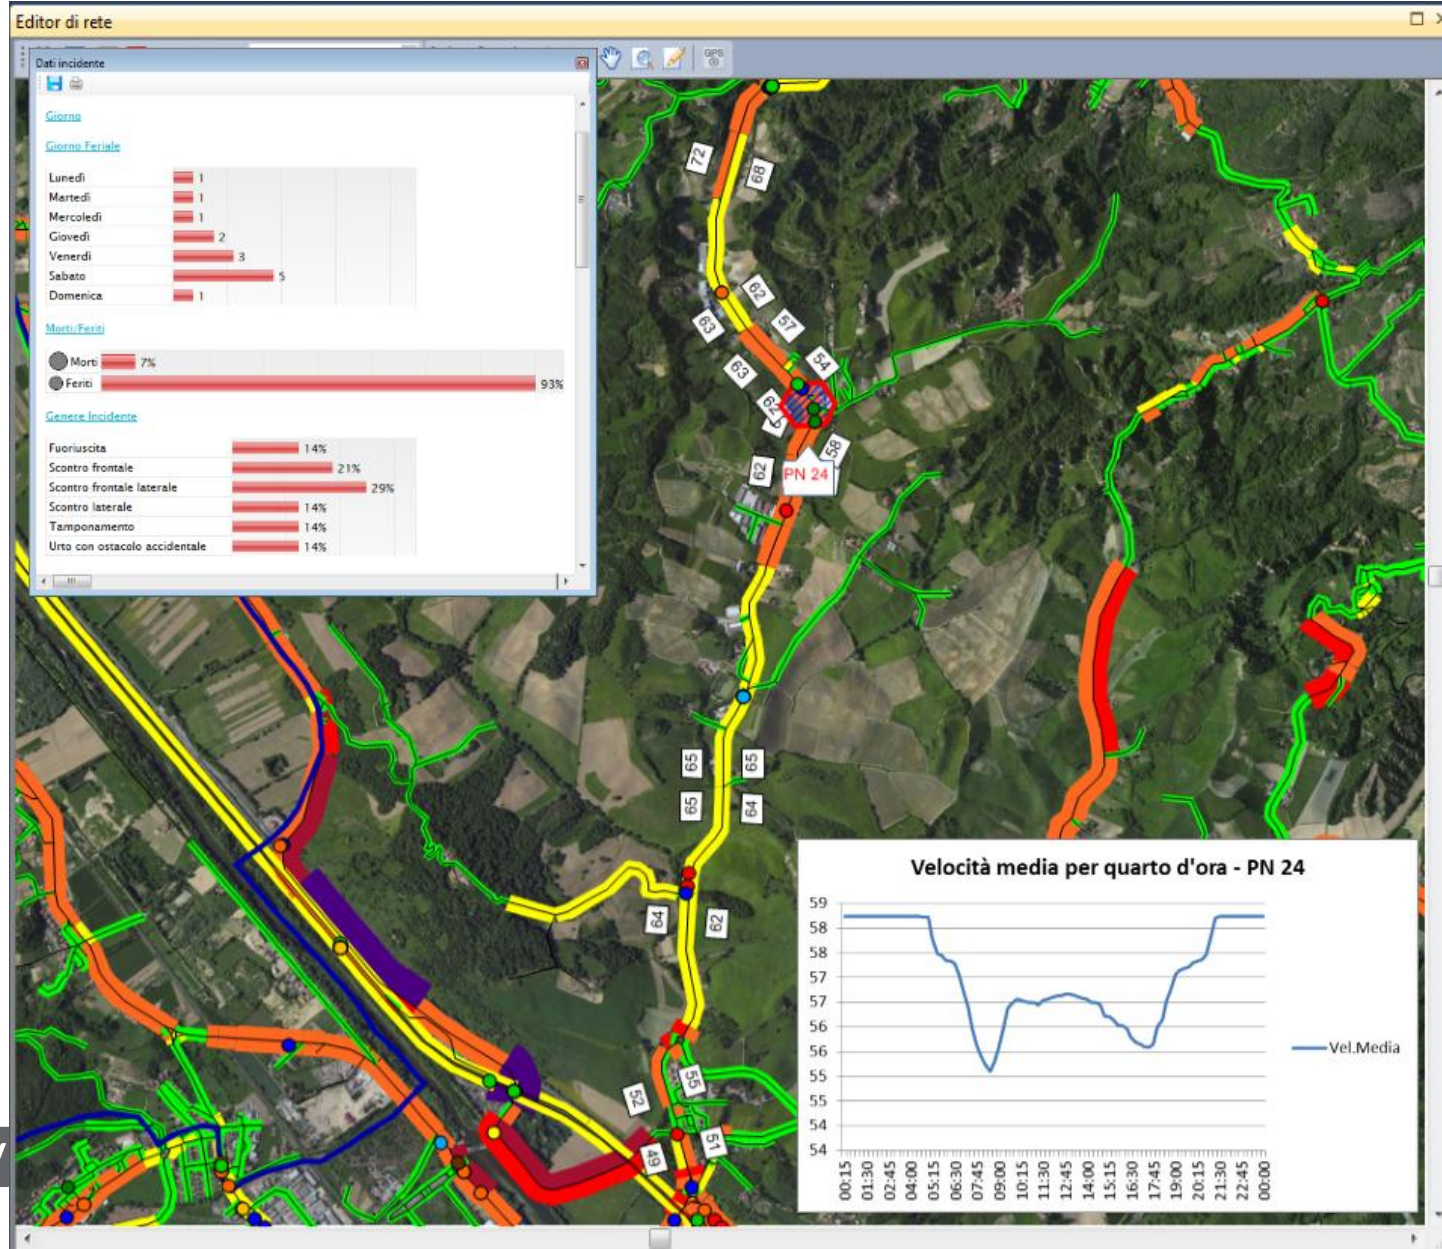 Editor di rete
GPS
Dati incidente
Giorno
Giorno Feriale
Lunedì 1
Martedì 1
Mercoledì 1
Giovedì 2
Venerdì 3
Sabato 5
Domenica 1
Morti/Feriti
Morti 7%
Feriti 93%
Genere Incidente
Fuoriuscita 14%
Scontro frontale 21%
Scontro frontale laterale 29%
Scontro laterale 14%
Tamponamento 14%
Urto con ostacolo accidentale 14%
72
68
62
63
57
54
63
62
58
62
PN 24
65
65
65
64
64
62
52
55
51
49
Velocità media per quarto d'ora - PN 24
59
58
58
57
57
56
56
55
55
54
54
Vel.Media
00:15
01:30
02:45
04:00
05:15
06:30
07:45
09:00
10:15
11:30
12:45
14:00
15:15
16:30
17:45
19:00
20:15
21:30
22:45
00:00